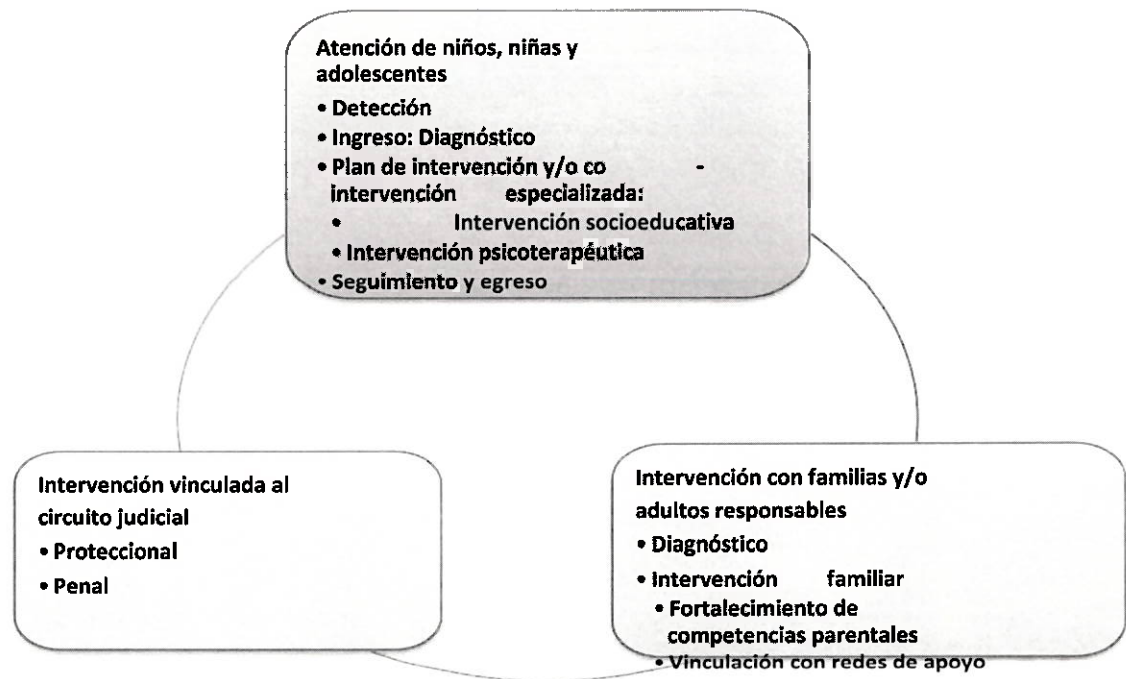 Atención de niños, niñas y
adolescentes
• Detección
• Ingreso: Diagnóstico
• Plan de intervención y/o co -
intervención especializada:
• Intervención socioeducativa
• Intervención psicoterapéutica
• Seguimiento y egreso
Intervención vinculada al
circuito judicial
• Proteccional
• Penal
Intervención con familias y/o
adultos responsables
• Diagnóstico
• Intervención familiar
• Fortalecimiento de
competencias parentales
• Vinculación con redes de apoyo